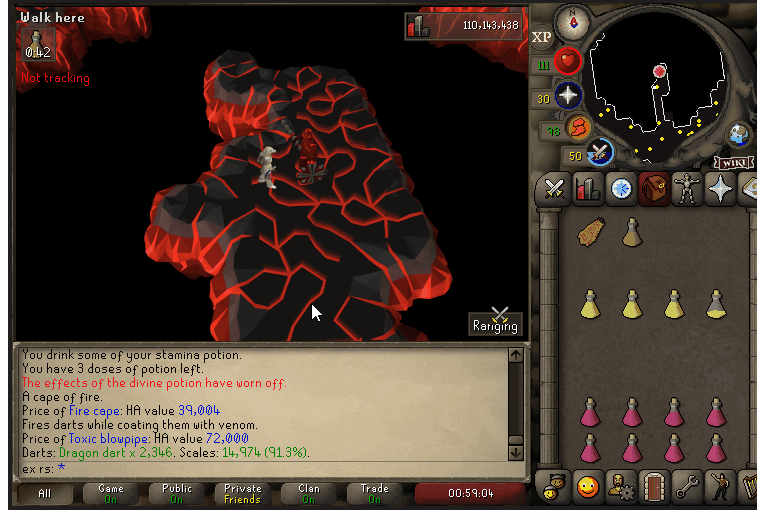 Walk here
110,143,438
XP
0:42
Not tracking
111
30
98
50
WIKI
Ranging
You drink some of your stamina potion.
You have 3 doses of potion left.
The effects of the divine potion have worn off.
A cape of fire.
Price of Fire cape: HA value 39,004
Fires darts while coating them with venom.
Price of Toxic blowpipe: HA value 72,000
Darts: Dragon dart x 2,346. Scales: 14,974 (91.3%).
ex rs: *
All
Game
On
Public
On
Private
Friends
Clan
On
Trade
On
00:59:04